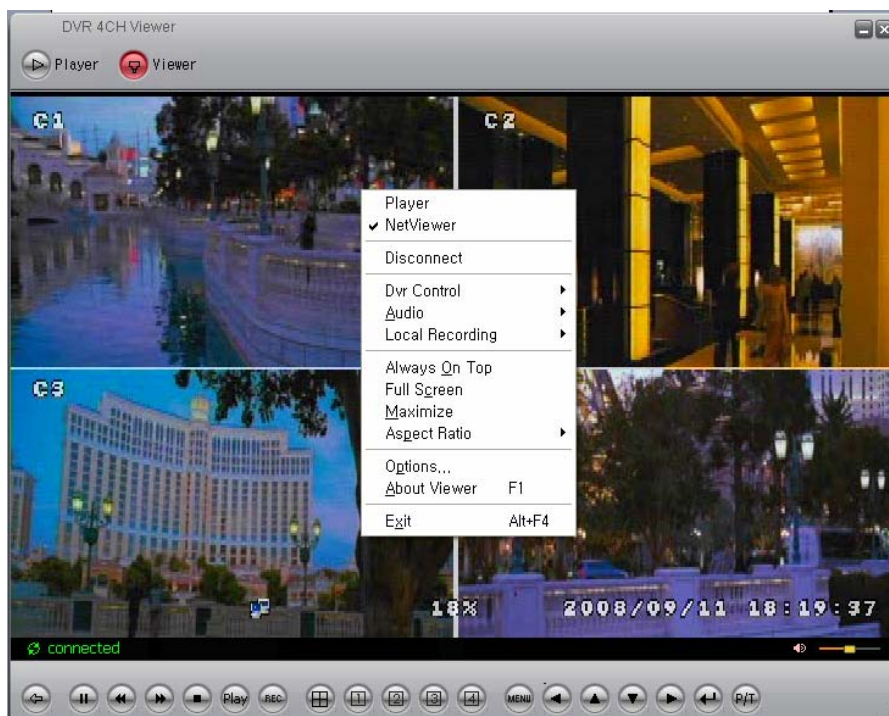 DVR 4CH Viewer
Player Viewer
C1
C2
Player
NetViewer
Disconnect
Dvr Control
Audio
Local Recording
Always On Top
Full Screen
Maximize
Aspect Ratio
Options...
About Viewer F1
Exit Alt+F4
C3
18% 2008/09/11 18:19:37
connected
Play REC 1 2 3 4 MENU P/T